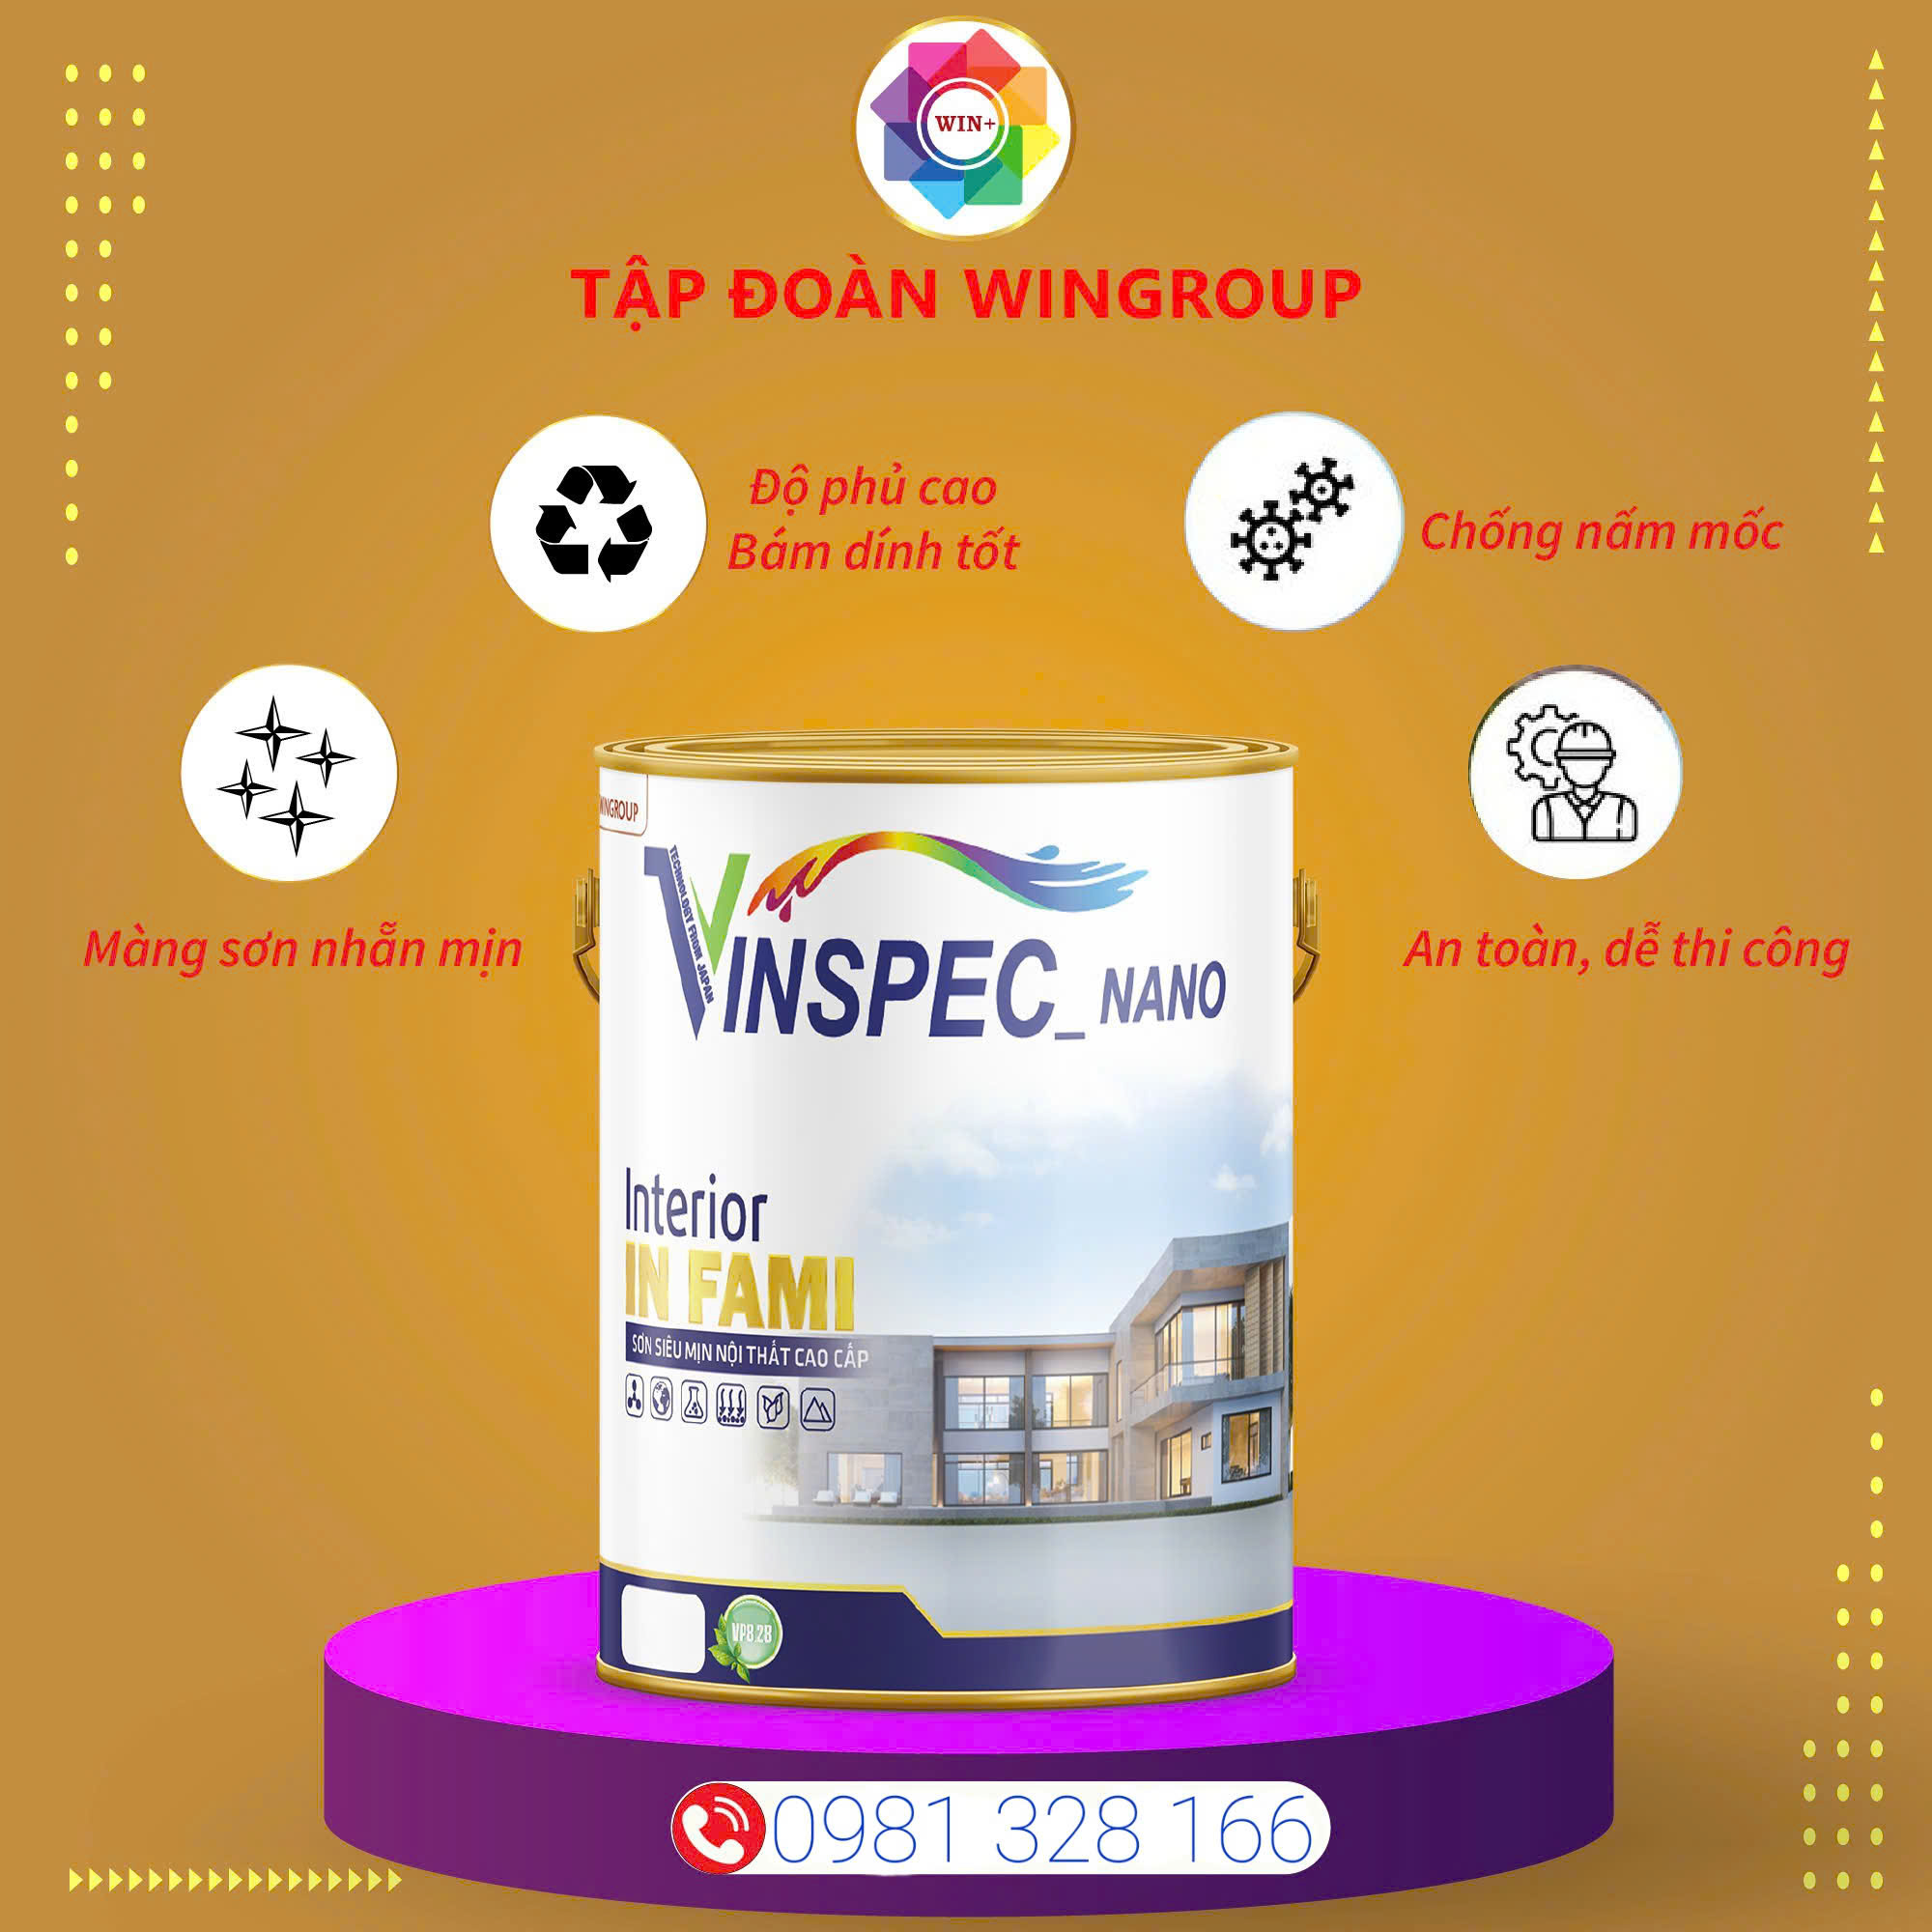 WIN+
TẬP ĐOÀN WINGROUP
Độ phủ cao
Bám dính tốt
Chống nấm mốc
Màng sơn nhẵn mịn
An toàn, dễ thi công
WINGROUP
TECHNOLOGY FROM JAPAN
VINSPEC_ NANO
Interior
IN FAMI
SƠN SIÊU MỊN NỘI THẤT CAO CẤP
VP8.28
0981 328 166